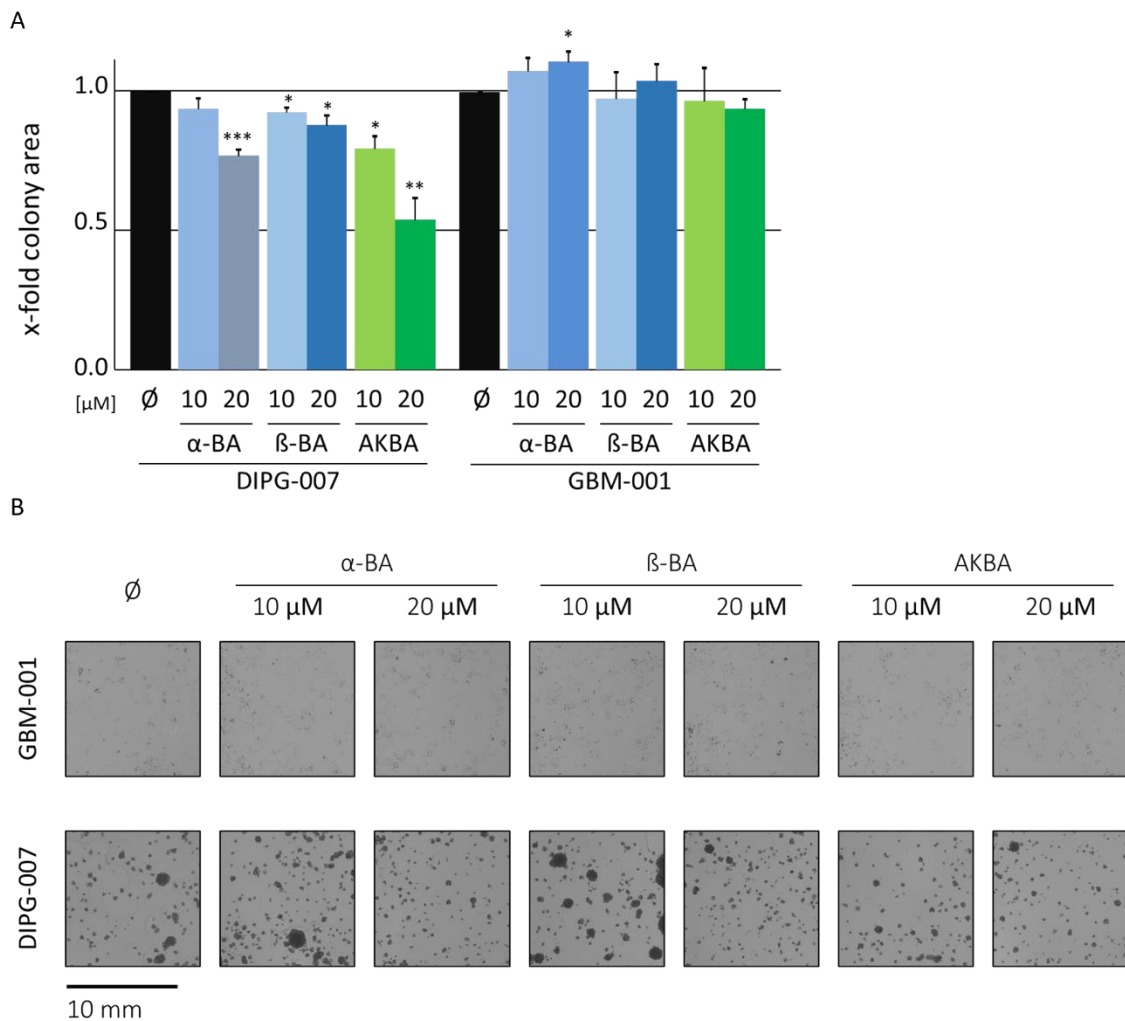 A
x-fold colony area
1.0
0.5
0.0
*** * * * ** *
[µM] Ø 10 20 10 20 10 20 Ø 10 20 10 20 10 20
α-BA ß-BA AKBA α-BA ß-BA AKBA
DIPG-007 GBM-001
B
Ø α-BA ß-BA AKBA
10 µM 20 µM 10 µM 20 µM 10 µM 20 µM
GBM-001
DIPG-007
10 mm